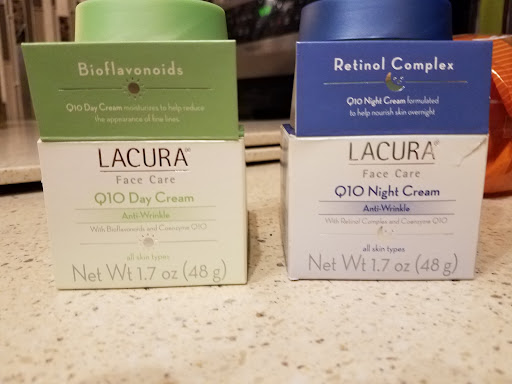 Bioflavonoids
Q10 Day Cream moisturizes to help reduce
the appearance of fine lines.
LACURA
Face Care
Q10 Day Cream
Anti-Wrinkle
With Bioflavonoids and Coenzyme Q10
all skin types
Net Wt 1.7 oz (48 g)
Retinol Complex
Q10 Night Cream formulated
to help nourish skin overnight
LACURA
Face Care
Q10 Night Cream
Anti-Wrinkle
With Retinol Complex and Coenzyme Q10
all skin types
Net Wt 1.7 oz (48 g)